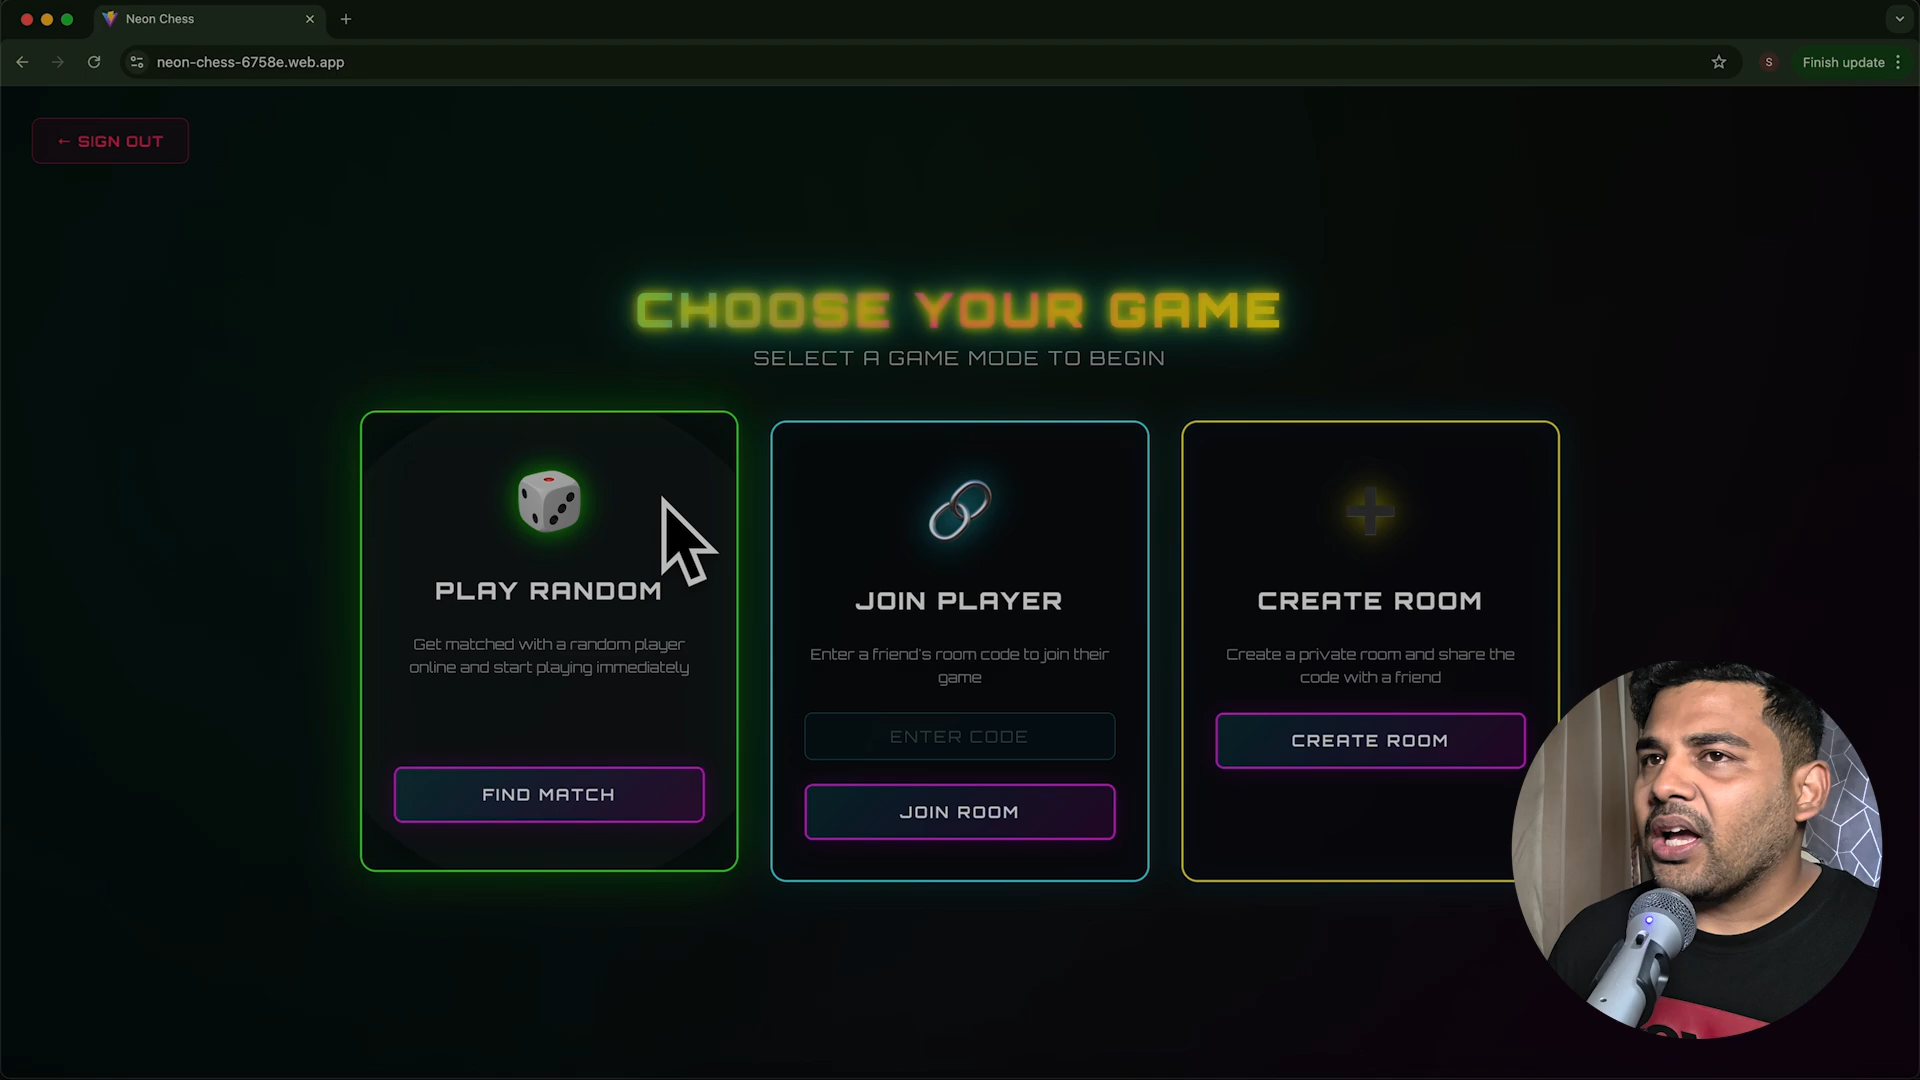 Neon Chess
neon-chess-6758e.web.app
S
Finish update
← SIGN OUT
CHOOSE YOUR GAME
SELECT A GAME MODE TO BEGIN
PLAY RANDOM
Get matched with a random player
online and start playing immediately
FIND MATCH
JOIN PLAYER
Enter a friend's room code to join their
game
ENTER CODE
JOIN ROOM
CREATE ROOM
Create a private room and share the
code with a friend
CREATE ROOM